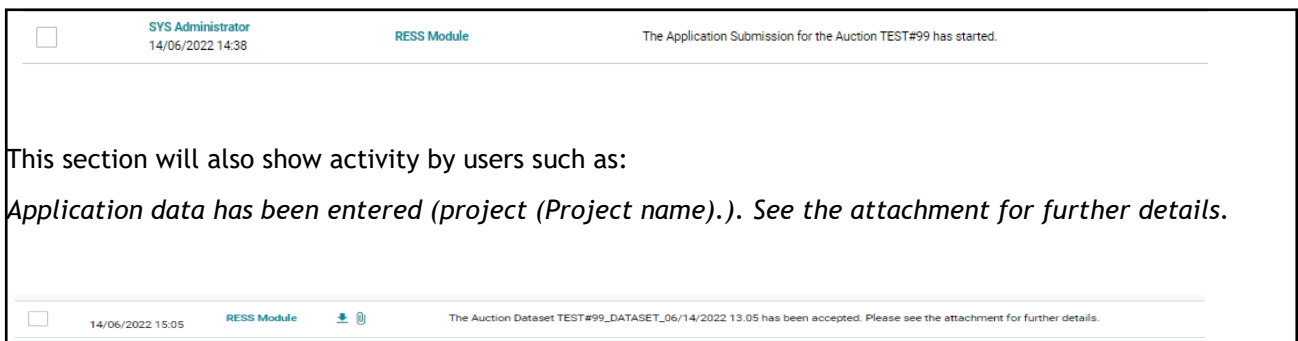 SYS Administrator
14/06/2022 14:38 RESS Module The Application Submission for the Auction TEST#99 has started.
This section will also show activity by users such as:
Application data has been entered (project (Project name).). See the attachment for further details.
14/06/2022 15:05 RESS Module The Auction Dataset TEST#99_DATASET_06/14/2022 13.05 has been accepted. Please see the attachment for further details.